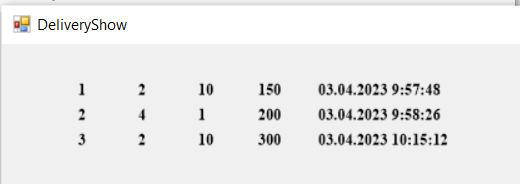 DeliveryShow
1 2 10 150 03.04.2023 9:57:48
2 4 1 200 03.04.2023 9:58:26
3 2 10 300 03.04.2023 10:15:12